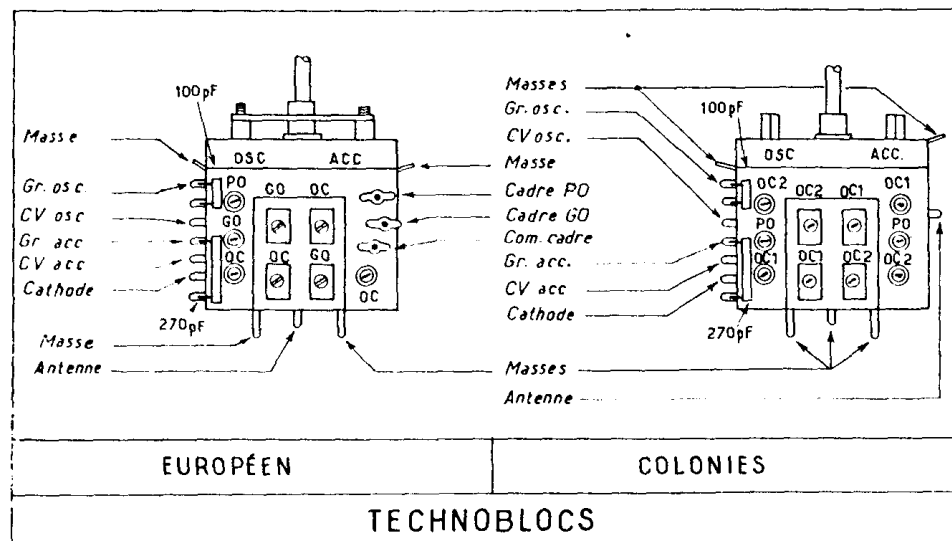 100pF
Masse
OSC ACC
Gr. osc.
CV osc
Gr acc
CV acc
Cathode
270pF
Masse
Antenne
PO
GO
OC
GO OC
OC GO
OC
Masse
Cadre PO
Cadre GO
Com. cadre
Masses
Gr. osc.
CV osc.
100pF
OSC ACC.
OC2 OC2 OC1 OC1
PO PO
OC1 OC1 OC2 OC2
Gr. acc.
CV acc
Cathode
270pF
Masses
Antenne
EUROPÉEN COLONIES
TECHNOBLOCS